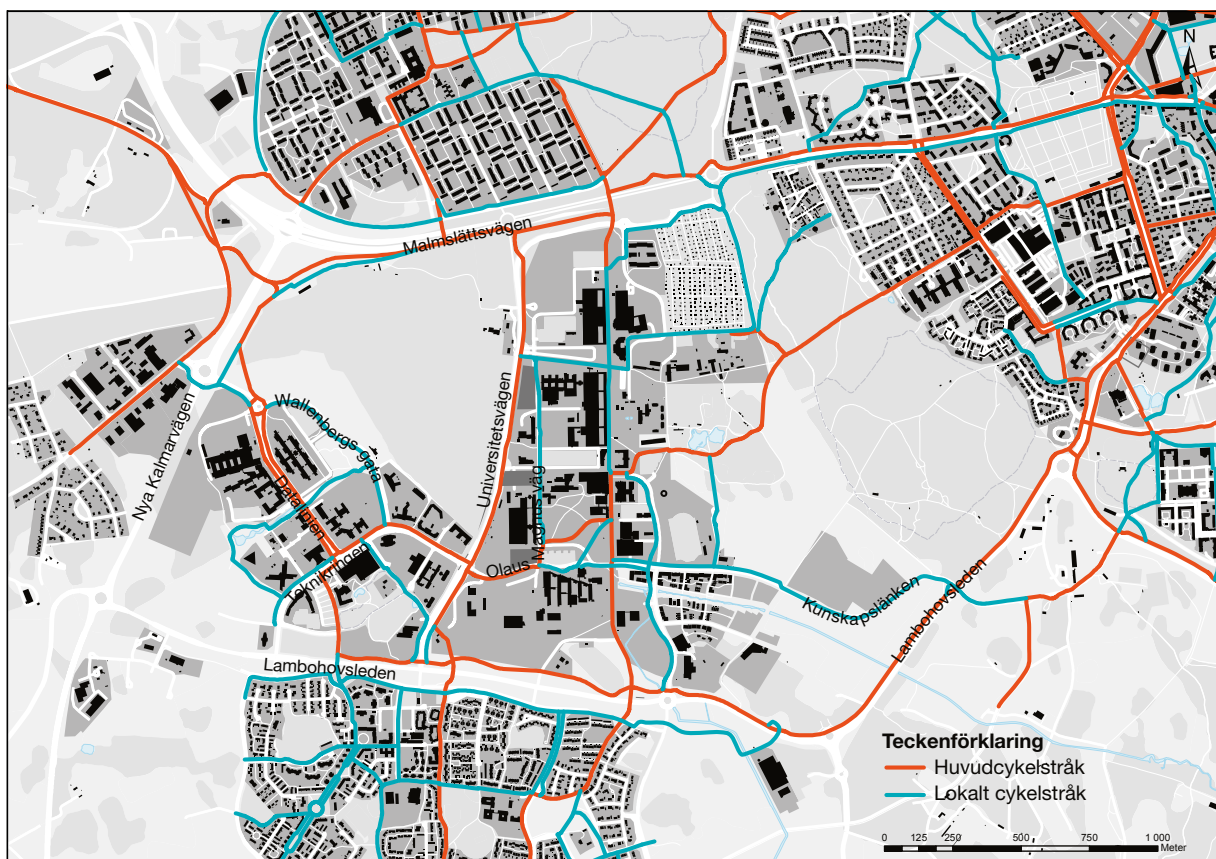 N
Malmslättsvägen
Wallenbergs gata
Universitetsvägen
Nya Kalmarvägen
Datalinjen
Olaus Magnus väg
Teknikringen
Kunskapslänken
Lambohovsleden
Lambohovsleden
Teckenförklaring
Huvudcykelstråk
Lokalt cykelstråk
0 125 250 500 750 1 000
Meter